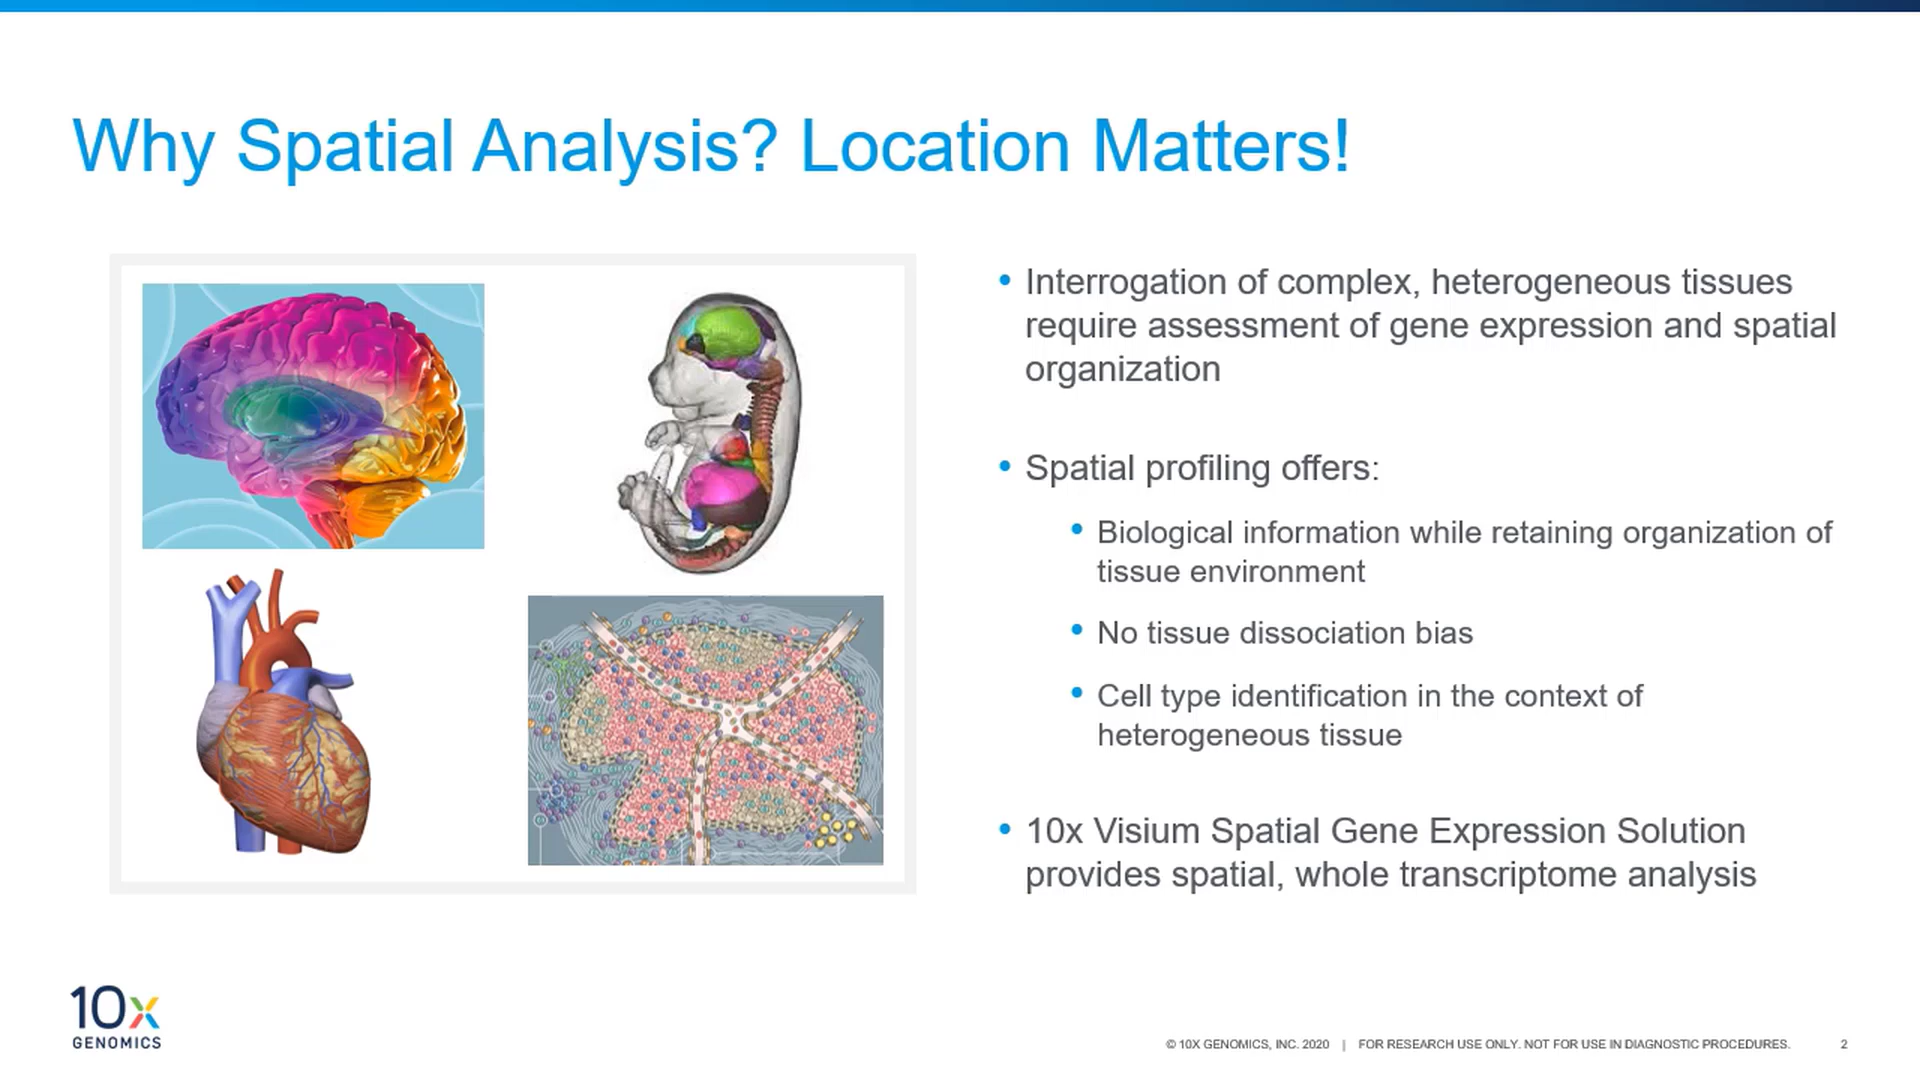 Why Spatial Analysis? Location Matters!
• Interrogation of complex, heterogeneous tissues
require assessment of gene expression and spatial
organization
• Spatial profiling offers:
• Biological information while retaining organization of
tissue environment
• No tissue dissociation bias
• Cell type identification in the context of
heterogeneous tissue
• 10x Visium Spatial Gene Expression Solution
provides spatial, whole transcriptome analysis
10x
GENOMICS
© 10X GENOMICS, INC. 2020 | FOR RESEARCH USE ONLY. NOT FOR USE IN DIAGNOSTIC PROCEDURES. 2